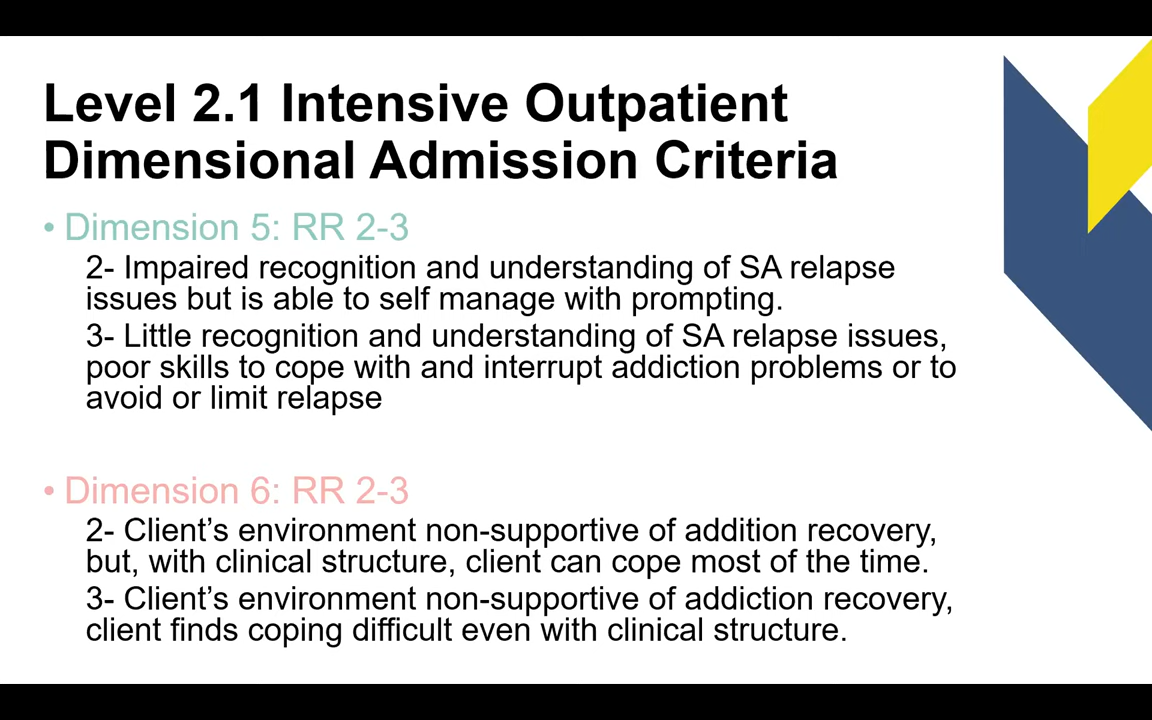 Level 2.1 Intensive Outpatient
Dimensional Admission Criteria
• Dimension 5: RR 2-3
2- Impaired recognition and understanding of SA relapse
issues but is able to self manage with prompting.
3- Little recognition and understanding of SA relapse issues,
poor skills to cope with and interrupt addiction problems or to
avoid or limit relapse
• Dimension 6: RR 2-3
2- Client’s environment non-supportive of addition recovery,
but, with clinical structure, client can cope most of the time.
3- Client’s environment non-supportive of addiction recovery,
client finds coping difficult even with clinical structure.